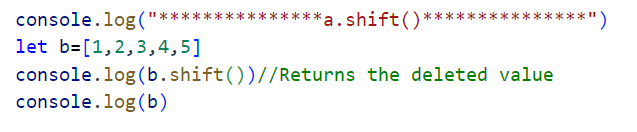 console.log("***************a.shift()***************")
let b=[1,2,3,4,5]
console.log(b.shift())//Returns the deleted value
console.log(b)